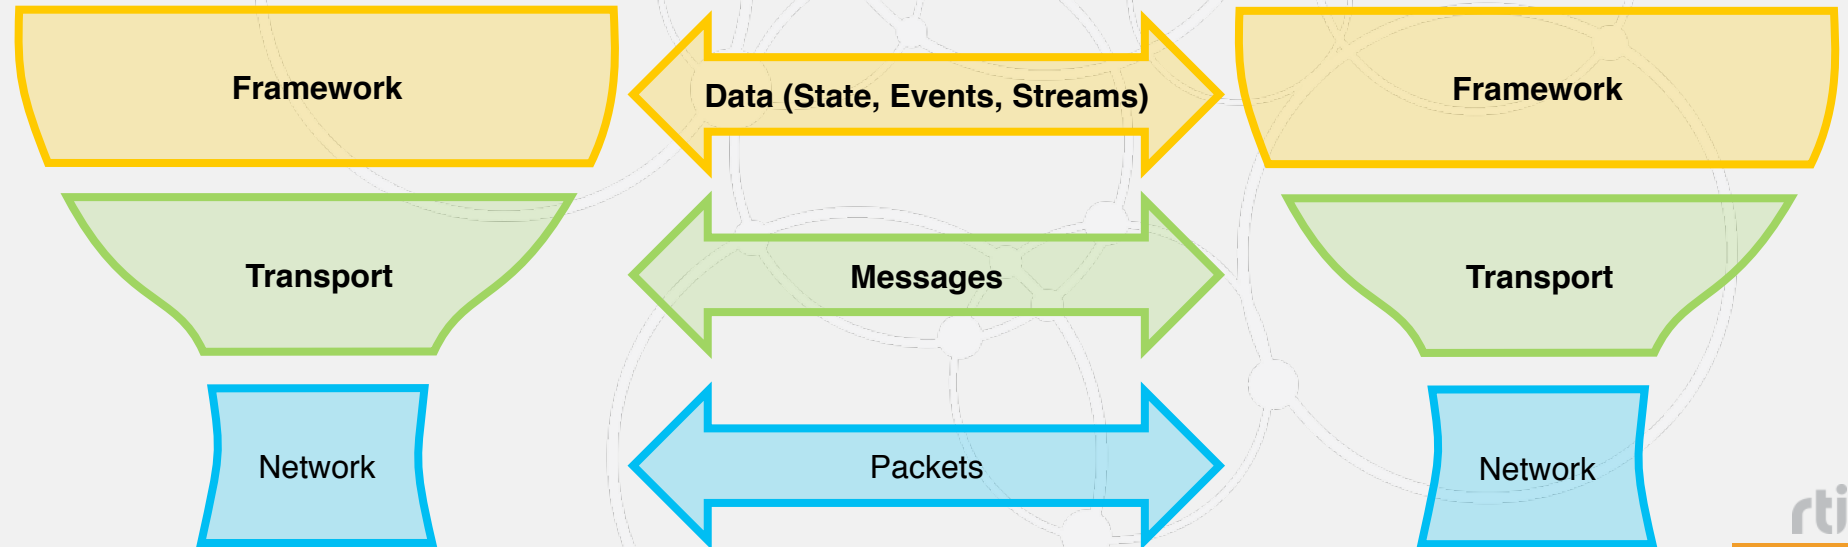 Framework
Data (State, Events, Streams)
Framework
Transport
Messages
Transport
Network
Packets
Network
rti